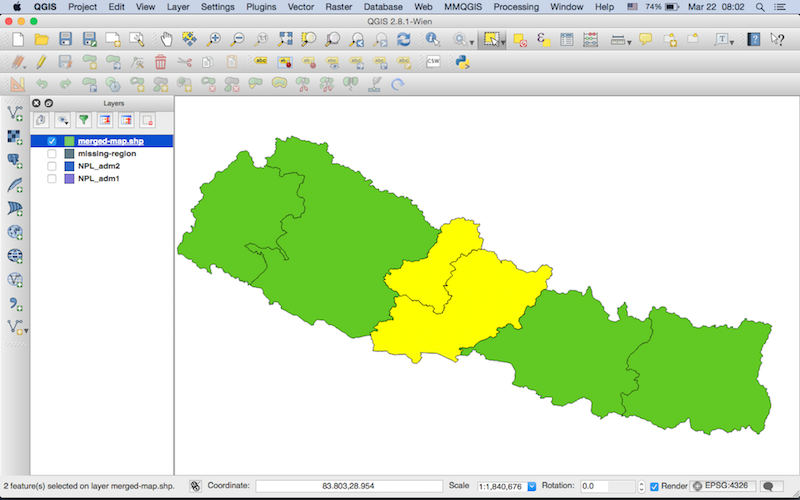 QGIS Project Edit View Layer Settings Plugins Vector Raster Database Web MMQGIS Processing Window Help 74% Mar 22 08:02
QGIS 2.8.1-Wien
CSW
Layers
merged-map.shp
missing-region
NPL_adm2
NPL_adm1
2 feature(s) selected on layer merged-map.shp. Coordinate: 83.803,28.954 Scale 1:1,840,676 Rotation: 0.0 Render EPSG:4326